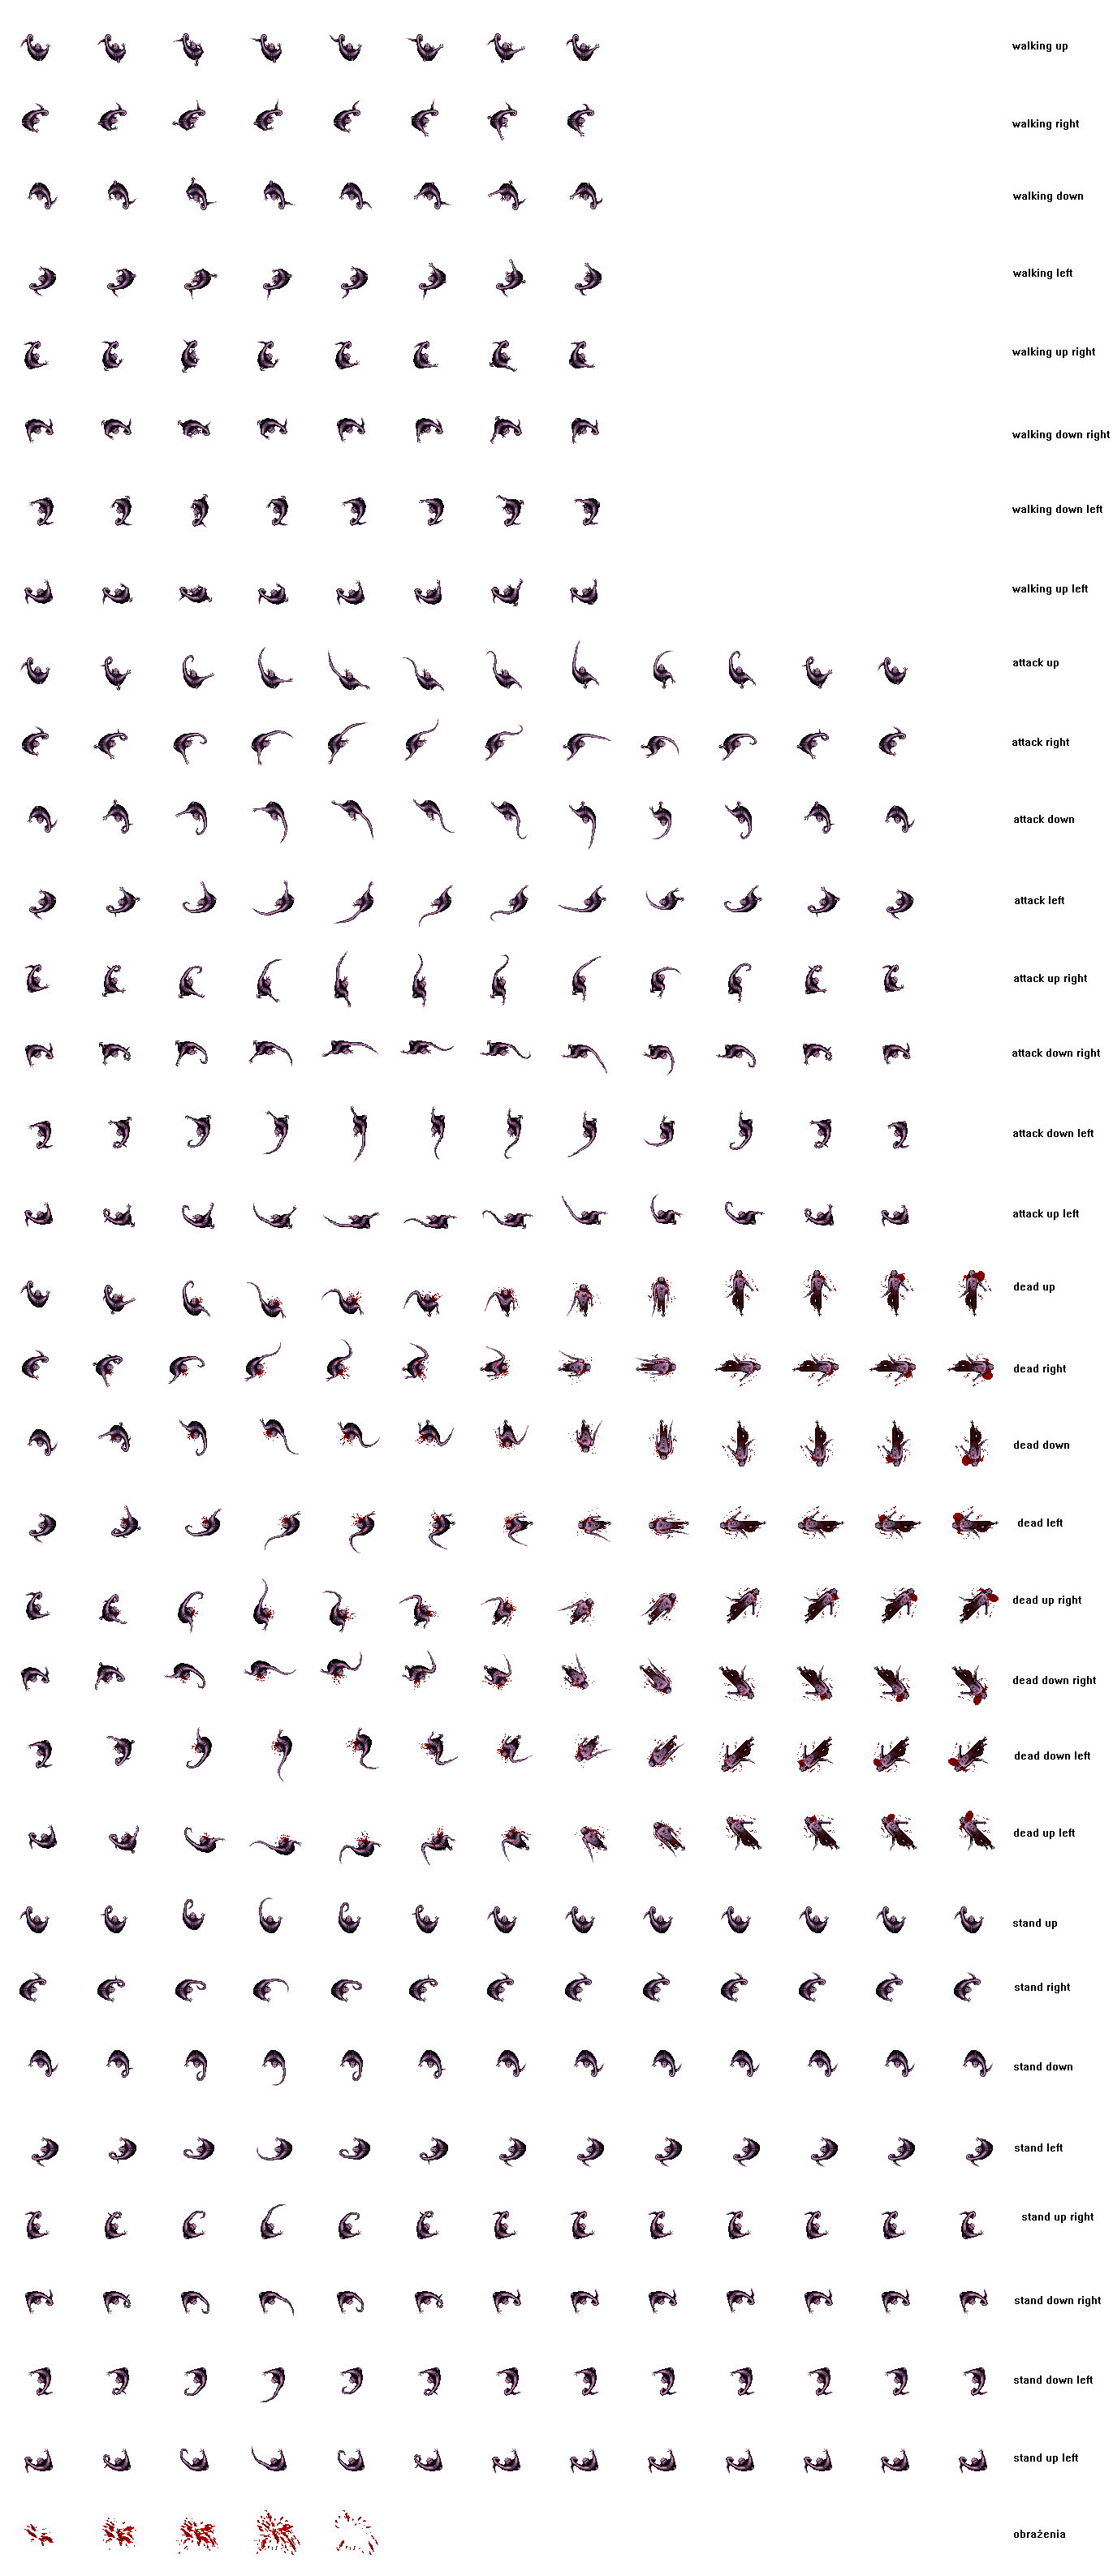 walking up
walking right
walking down
walking left
walking up right
walking down right
walking down left
walking up left
attack up
attack right
attack down
attack left
attack up right
attack down right
attack down left
attack up left
dead up
dead right
dead down
dead left
dead up right
dead down right
dead down left
dead up left
stand up
stand right
stand down
stand left
stand up right
stand down right
stand down left
stand up left
obrażenia